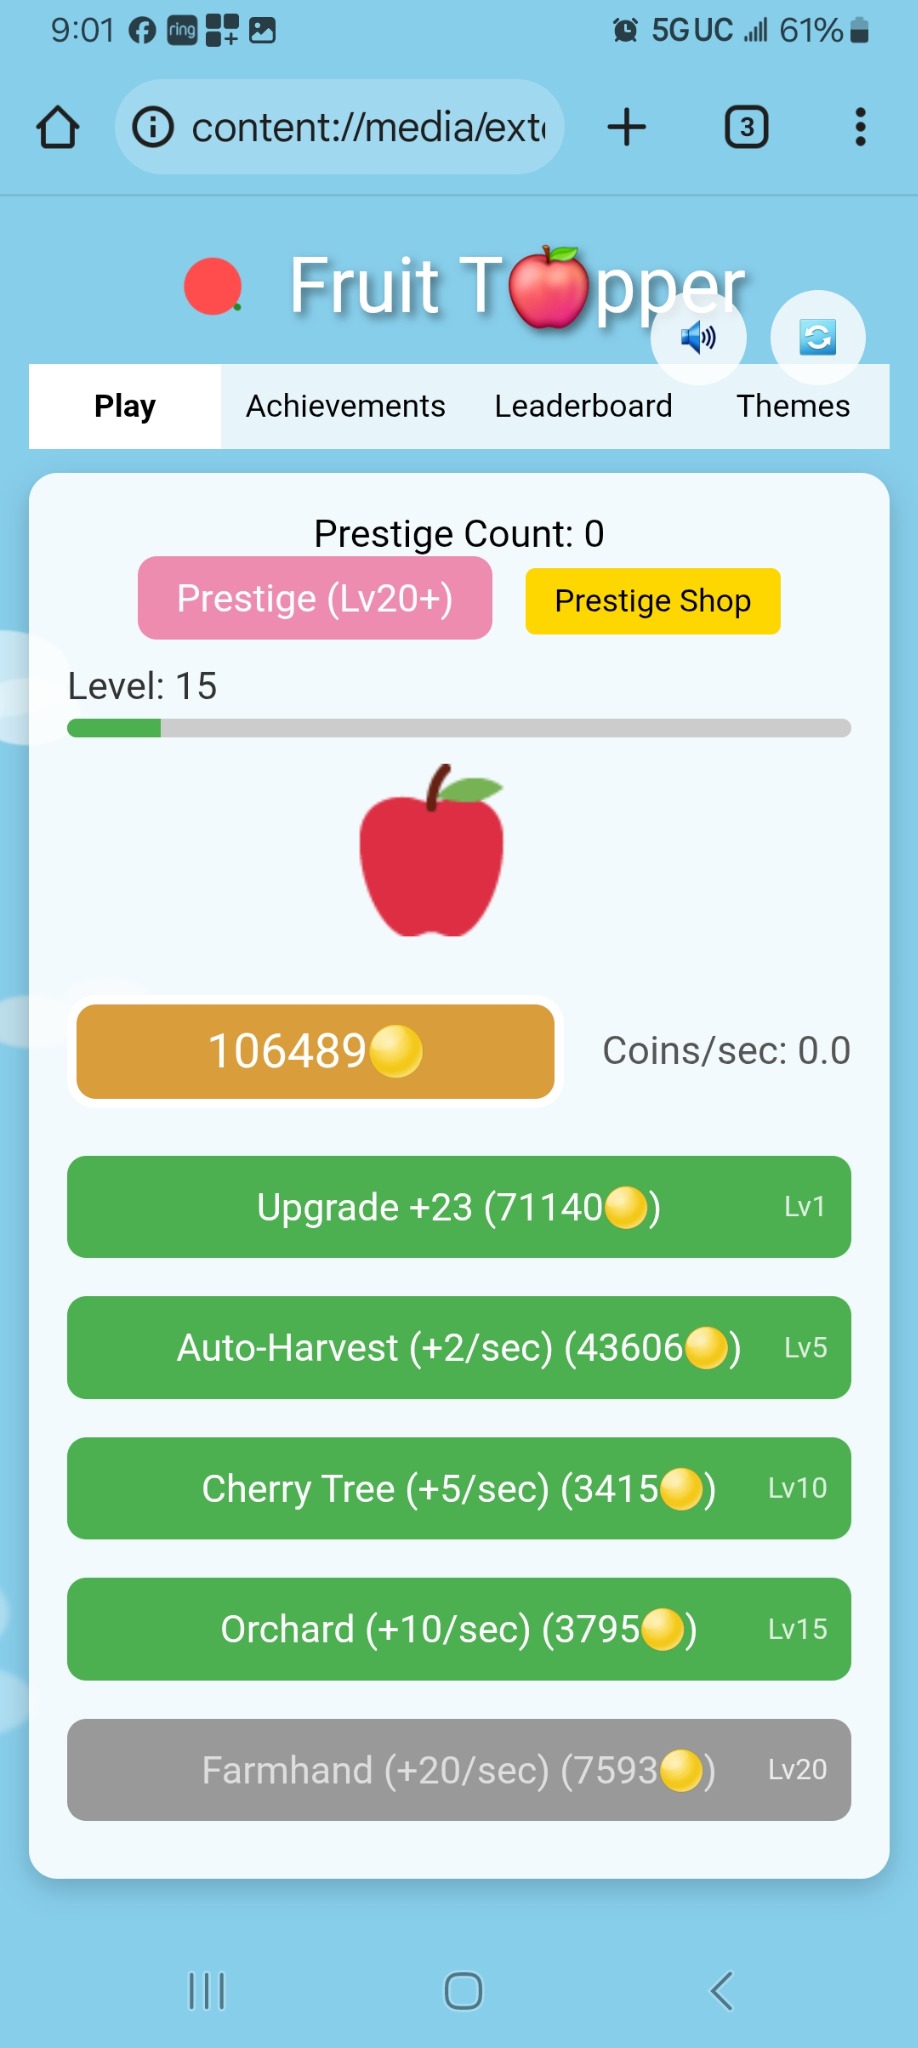 9:01 ring 5G UC 61%
content://media/exte 3
Fruit T🍎pper
Play Achievements Leaderboard Themes
Prestige Count: 0
Prestige (Lv20+) Prestige Shop
Level: 15
106489🟡 Coins/sec: 0.0
Upgrade +23 (71140🟡) Lv1
Auto-Harvest (+2/sec) (43606🟡) Lv5
Cherry Tree (+5/sec) (3415🟡) Lv10
Orchard (+10/sec) (3795🟡) Lv15
Farmhand (+20/sec) (7593🟡) Lv20